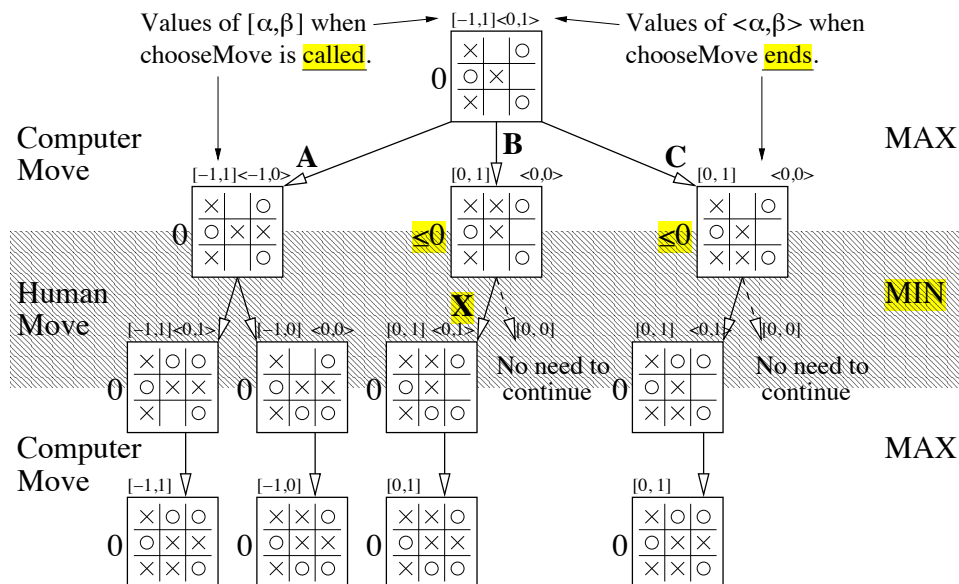 Values of [α,β] when
chooseMove is called.
[−1,1]<0,1>
Values of <α,β> when
chooseMove ends.
× ○
○ ×
× ○
0
Computer
Move
A
B
C
MAX
[−1,1]<−1,0>
[0, 1] <0,0>
[0, 1] <0,0>
× ○
○ × ×
× ○
0
× × ○
○ ×
○
≤0
× ○
○ ×
× ○
≤0
Human
Move
X
MIN
[−1,1]<0,1>
[−1,0] <0,0>
[0, 1] <0,1>
[0, 0]
[0, 1] <0,1>
[0, 0]
No need to
continue
No need to
continue
× ○ ○
○ × ×
× ○
0
× ○
○ × ×
× ○ ○
0
× × ○
○ ×
× ○ ○
0
× ○ ○
○ ×
× × ○
0
Computer
Move
MAX
[−1,1]
[−1,0]
[0,1]
[0, 1]
× ○ ○
○ × ×
× × ○
0
× × ○
○ × ×
× ○ ○
0
× × ○
○ × ×
× ○ ○
0
× ○ ○
○ × ×
× × ○
0